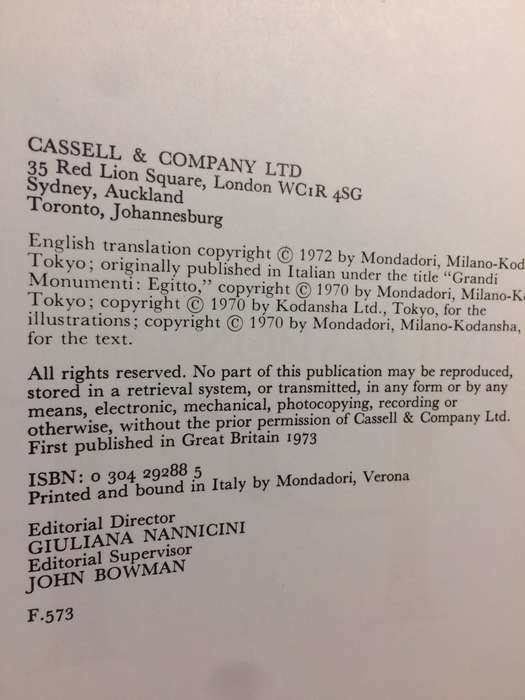 CASSELL & COMPANY LTD
35 Red Lion Square, London WC1R 4SG
Sydney, Auckland
Toronto, Johannesburg
English translation copyright © 1972 by Mondadori, Milano-Kod
Tokyo; originally published in Italian under the title "Grandi
Monumenti: Egitto," copyright © 1970 by Mondadori, Milano-K
Tokyo; copyright © 1970 by Kodansha Ltd., Tokyo, for the
illustrations; copyright © 1970 by Mondadori, Milano-Kodansha,
for the text.
All rights reserved. No part of this publication may be reproduced,
stored in a retrieval system, or transmitted, in any form or by any
means, electronic, mechanical, photocopying, recording or
otherwise, without the prior permission of Cassell & Company Ltd.
First published in Great Britain 1973
ISBN: 0 304 29288 5
Printed and bound in Italy by Mondadori, Verona
Editorial Director
GIULIANA NANNICINI
Editorial Supervisor
JOHN BOWMAN
F.573